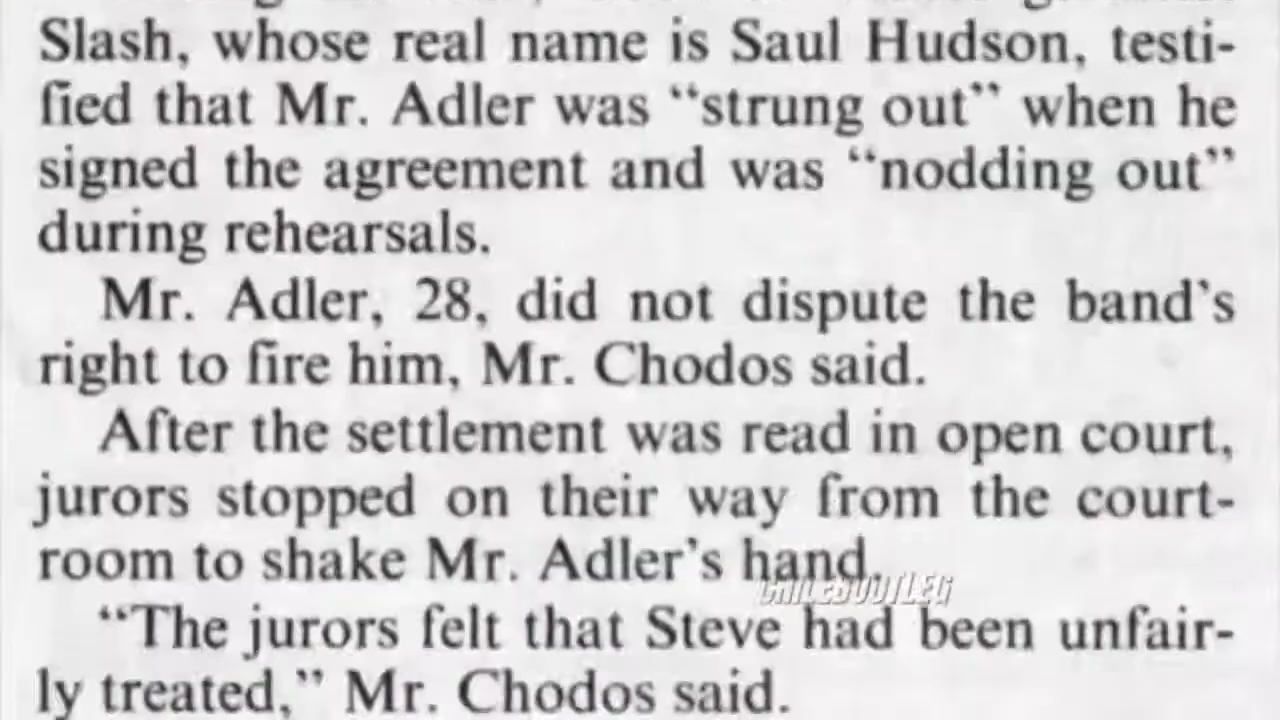 Slash, whose real name is Saul Hudson, testi-
fied that Mr. Adler was “strung out” when he
signed the agreement and was “nodding out”
during rehearsals.
Mr. Adler, 28, did not dispute the band's
right to fire him, Mr. Chodos said.
After the settlement was read in open court,
jurors stopped on their way from the court-
room to shake Mr. Adler's hand.
CHILEBOOTLEG
“The jurors felt that Steve had been unfair-
ly treated,” Mr. Chodos said.